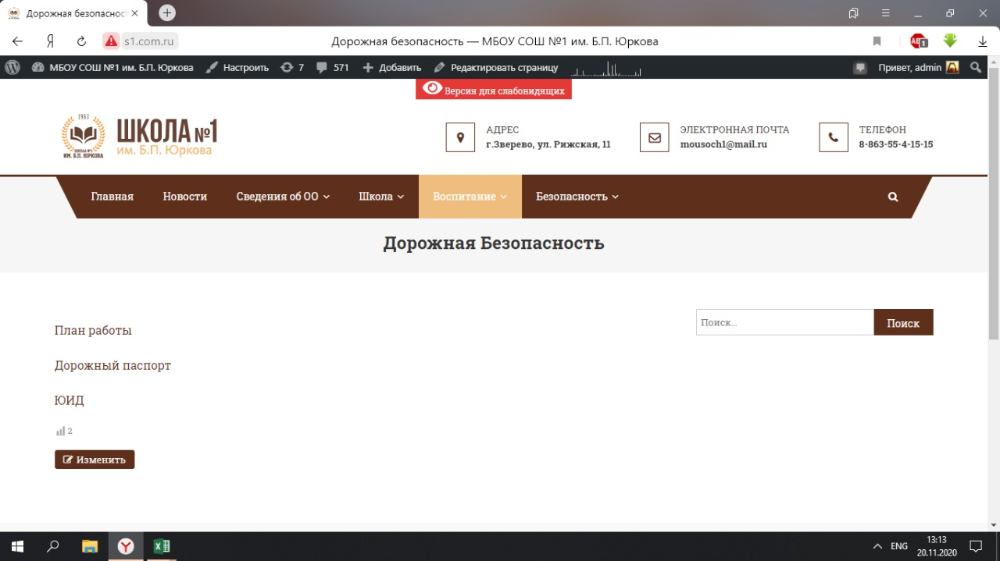 Дорожная безопасност
s1.com.ru
Дорожная безопасность — МБОУ СОШ №1 им. Б.П. Юркова
1
МБОУ СОШ №1 им. Б.П. Юркова Настроить 7 571 Добавить Редактировать страницу Привет, admin
Версия для слабовидящих
1963
ШКОЛА №1
им. Б.П. Юркова
ШКОЛА №1
ИМ. Б.П. ЮРКОВА
АДРЕС
г.Зверево, ул. Рижская, 11
ЭЛЕКТРОННАЯ ПОЧТА
mousoch1@mail.ru
ТЕЛЕФОН
8-863-55-4-15-15
Главная Новости Сведения об ОО Школа Воспитание Безопасность
Дорожная Безопасность
Поиск… Поиск
План работы
Дорожный паспорт
ЮИД
2
Изменить
ENG
13:13
20.11.2020